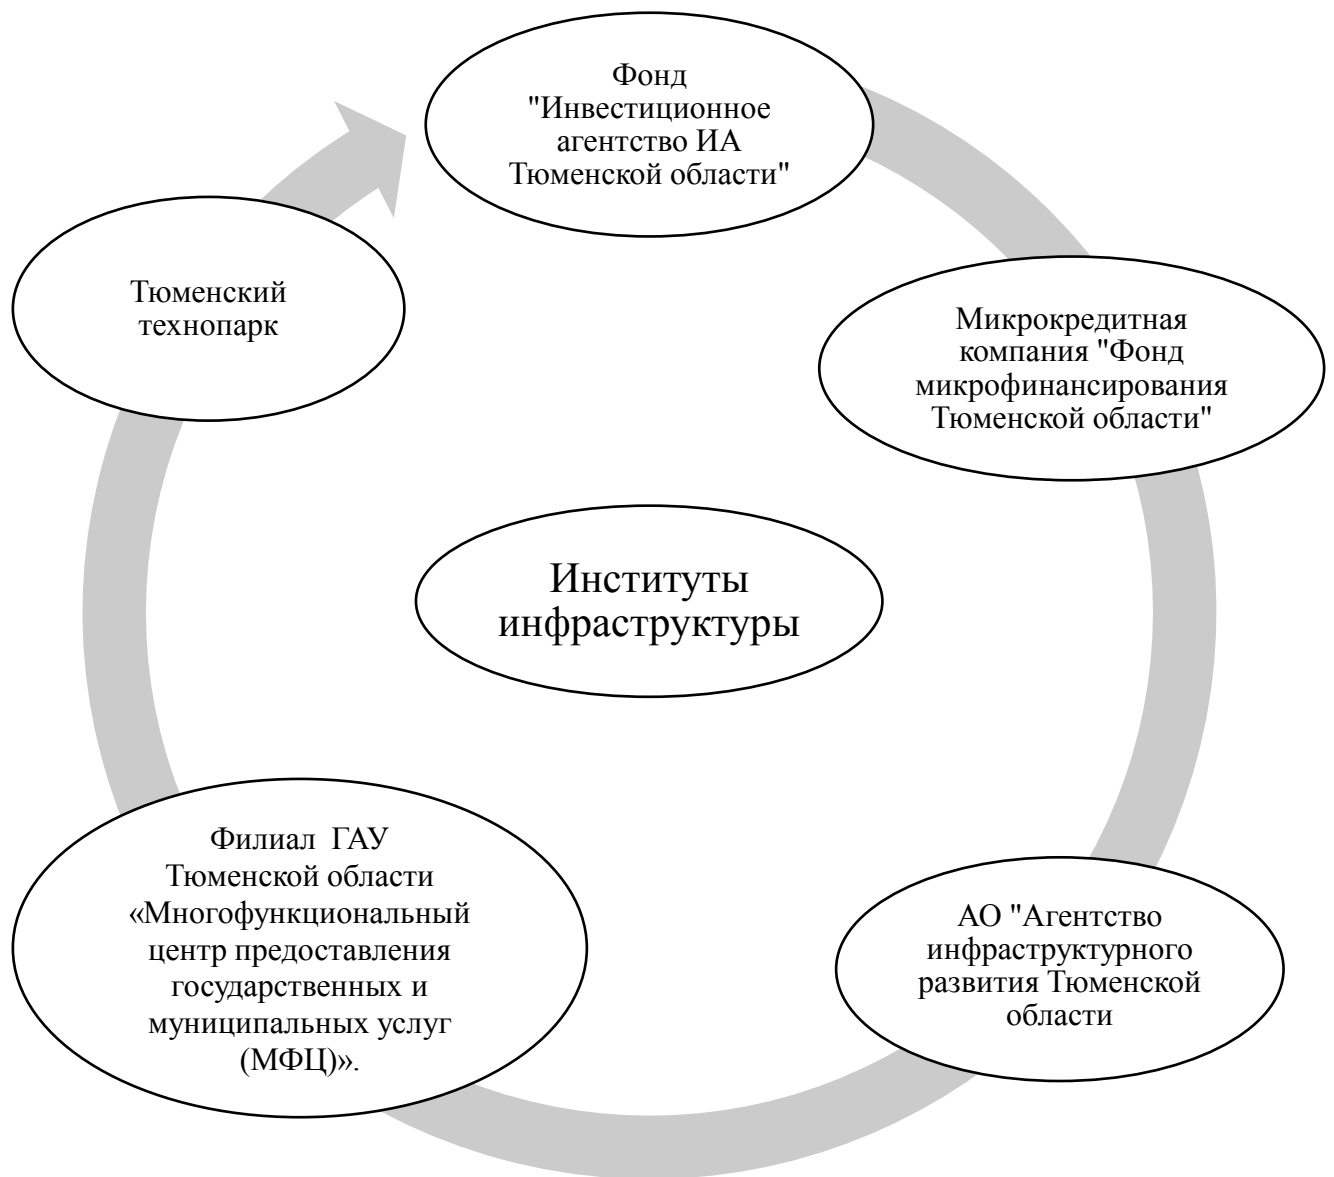 Фонд
"Инвестиционное
агентство ИА
Тюменской области"
Микрокредитная
компания "Фонд
микрофинансирования
Тюменской области"
АО "Агентство
инфраструктурного
развития Тюменской
области
Филиал  ГАУ
Тюменской области
«Многофункциональный
центр предоставления
государственных и
муниципальных услуг
(МФЦ)».
Тюменский
технопарк
Институты
инфраструктуры